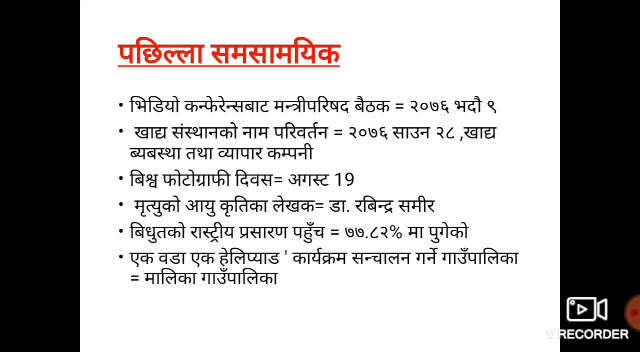 पछिल्ला समसामयिक
• भिडियो कन्फेरेन्सबाट मन्त्रीपरिषद बैठक = २०७६ भदौ ९
• खाद्य संस्थानको नाम परिवर्तन = २०७६ साउन २८ ,खाद्य
ब्यबस्था तथा व्यापार कम्पनी
• बिश्व फोटोग्राफी दिवस= अगस्ट 19
• मृत्युको आयु कृतिका लेखक= डा. रबिन्द्र समीर
• बिधुतको रास्ट्रीय प्रसारण पहुँच = ७७.८२% मा पुगेको
• एक वडा एक हेलिप्याड ' कार्यक्रम सन्चालन गर्ने गाउँपालिका
= मालिका गाउँपालिका
V RECORDER